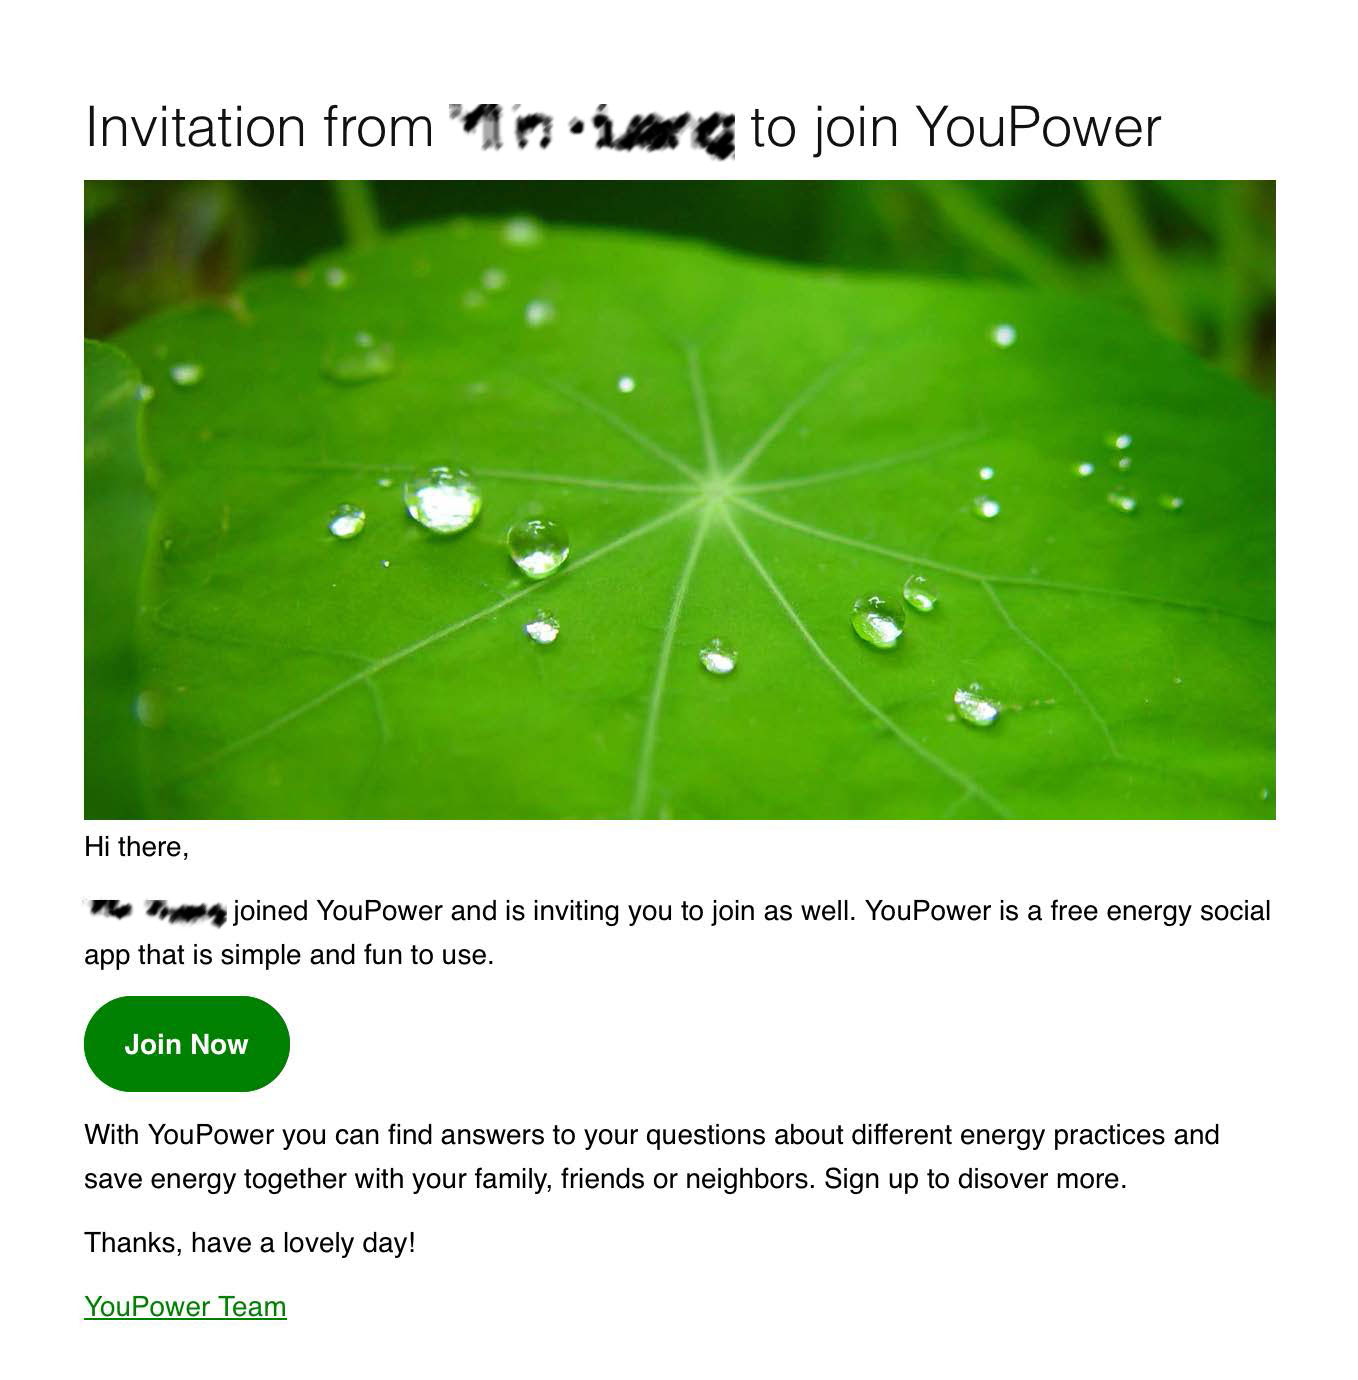 Invitation from to join YouPower
Hi there,
joined YouPower and is inviting you to join as well. YouPower is a free energy social
app that is simple and fun to use.
Join Now
With YouPower you can find answers to your questions about different energy practices and
save energy together with your family, friends or neighbors. Sign up to disover more.
Thanks, have a lovely day!
YouPower Team